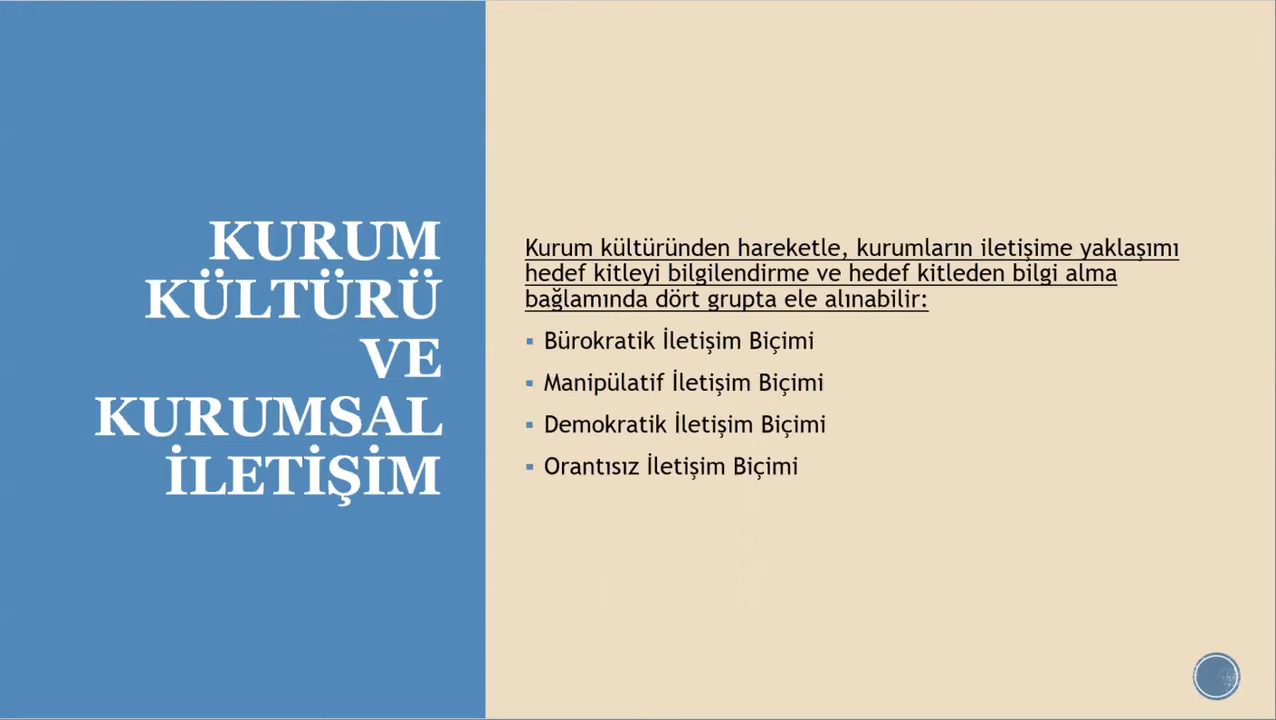 KURUM
KÜLTÜRÜ
VE
KURUMSAL
İLETİŞİM
Kurum kültüründen hareketle, kurumların iletişime yaklaşımı
hedef kitleyi bilgilendirme ve hedef kitleden bilgi alma
bağlamında dört grupta ele alınabilir:
▪ Bürokratik İletişim Biçimi
▪ Manipülatif İletişim Biçimi
▪ Demokratik İletişim Biçimi
▪ Orantısız İletişim Biçimi